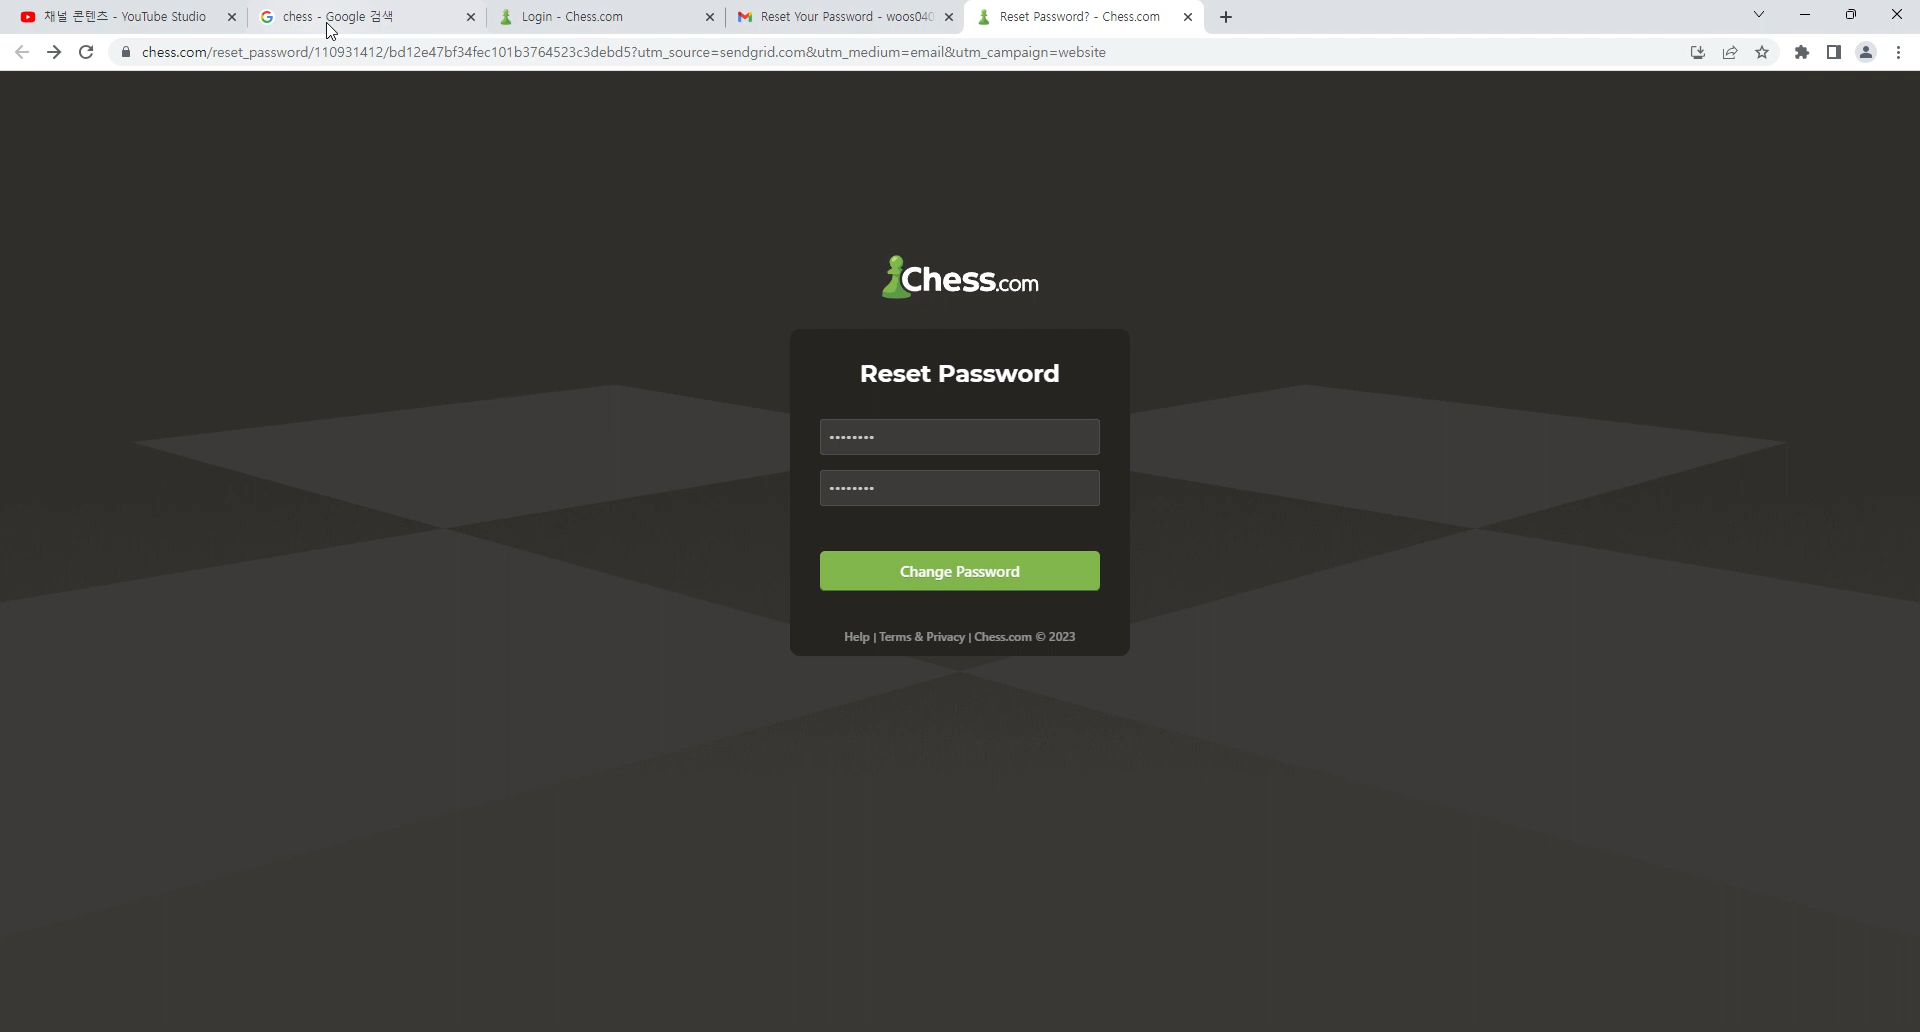 채널 콘텐츠 - YouTube Studio
chess - Google 검색
Login - Chess.com
Reset Your Password - woos040
Reset Password? - Chess.com
chess.com/reset_password/110931412/bd12e47bf34fec101b3764523c3debd5?utm_source=sendgrid.com&utm_medium=email&utm_campaign=website
Chess.com
Reset Password
••••••••
••••••••
Change Password
Help | Terms & Privacy | Chess.com © 2023